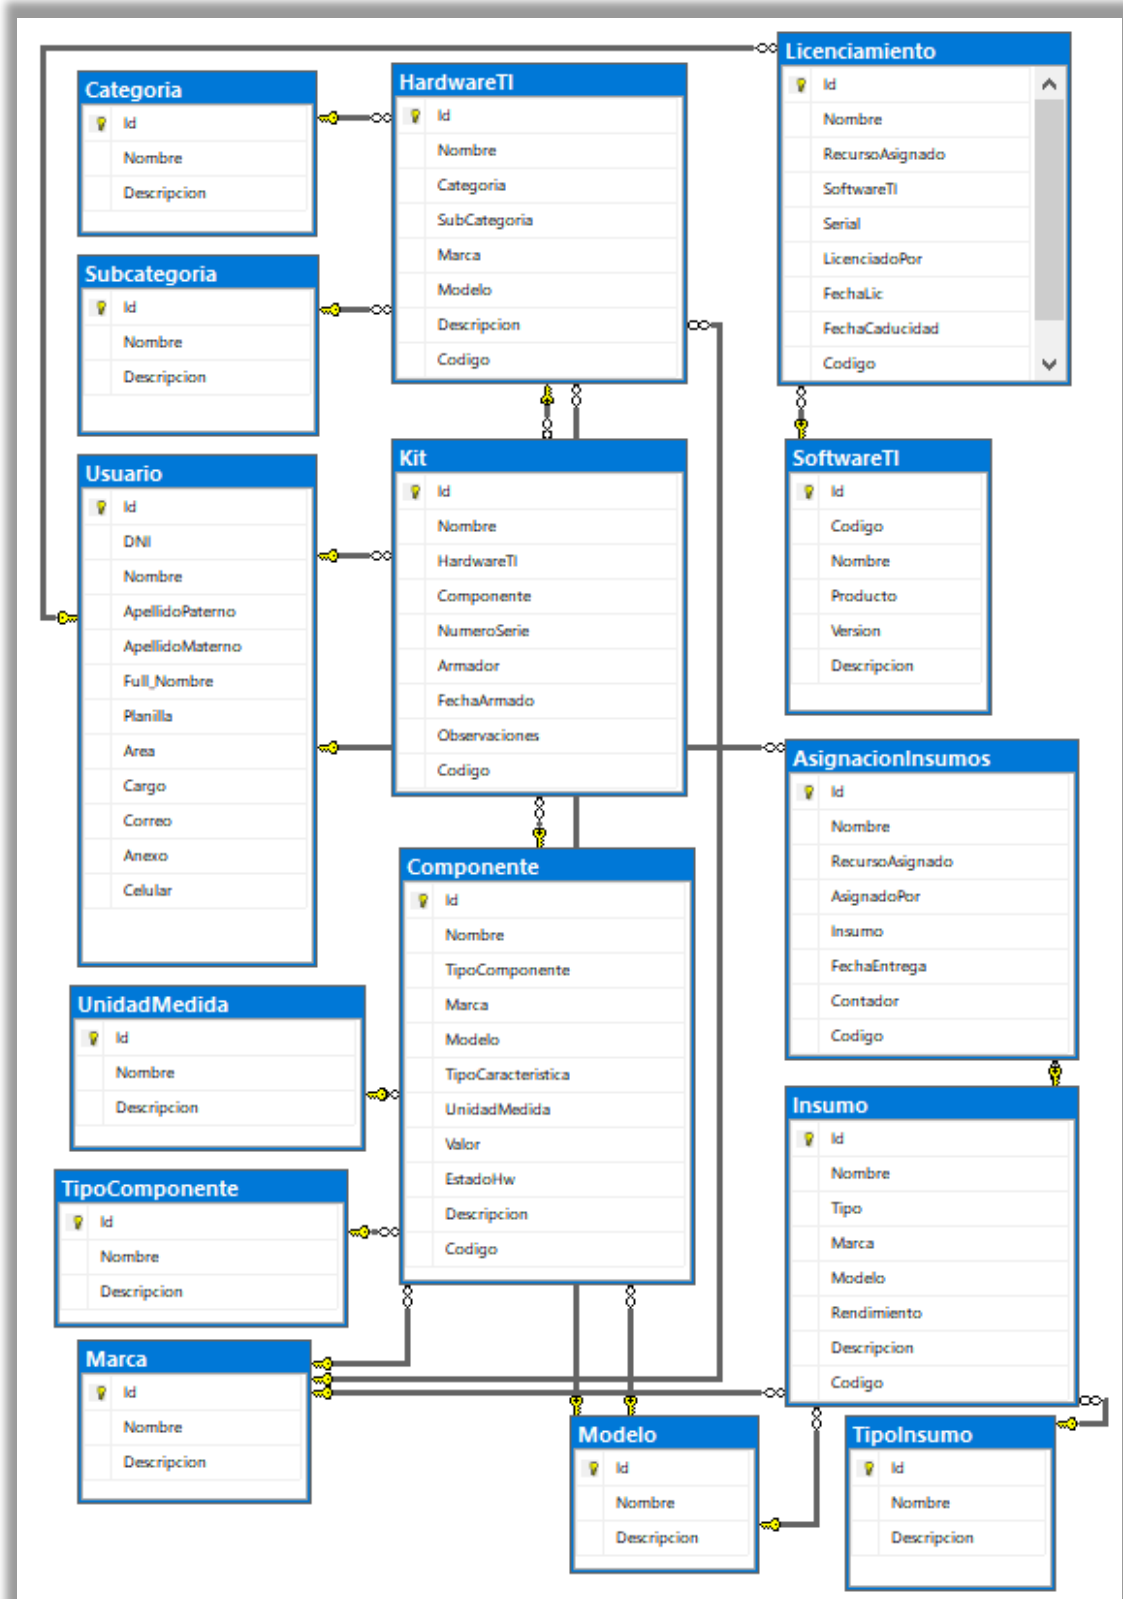 Categoria
Id
Nombre
Descripcion
Subcategoria
Id
Nombre
Descripcion
Usuario
Id
DNI
Nombre
ApellidoPaterno
ApellidoMaterno
Full_Nombre
Planilla
Area
Cargo
Correo
Anexo
Celular
UnidadMedida
Id
Nombre
Descripcion
TipoComponente
Id
Nombre
Descripcion
Marca
Id
Nombre
Descripcion
HardwareTI
Id
Nombre
Categoria
SubCategoria
Marca
Modelo
Descripcion
Codigo
Kit
Id
Nombre
HardwareTI
Componente
NumeroSerie
Armador
FechaArmado
Observaciones
Codigo
Componente
Id
Nombre
TipoComponente
Marca
Modelo
TipoCaracteristica
UnidadMedida
Valor
EstadoHw
Descripcion
Codigo
Modelo
Id
Nombre
Descripcion
Licenciamiento
Id
Nombre
RecursoAsignado
SoftwareTI
Serial
LicenciadoPor
FechaLic
FechaCaducidad
Codigo
SoftwareTI
Id
Codigo
Nombre
Producto
Version
Descripcion
AsignacionInsumos
Id
Nombre
RecursoAsignado
AsignadoPor
Insumo
FechaEntrega
Contador
Codigo
Insumo
Id
Nombre
Tipo
Marca
Modelo
Rendimiento
Descripcion
Codigo
TipoInsumo
Id
Nombre
Descripcion